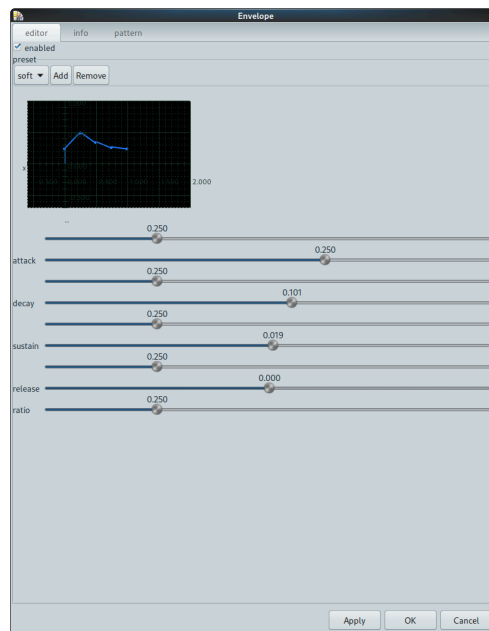 Envelope
editor info pattern
enabled
preset
soft Add Remove
x
2.000
0.250
0.250
attack
0.250
0.101
decay
0.250
0.019
sustain
0.250
0.000
release
0.250
ratio
Apply OK Cancel